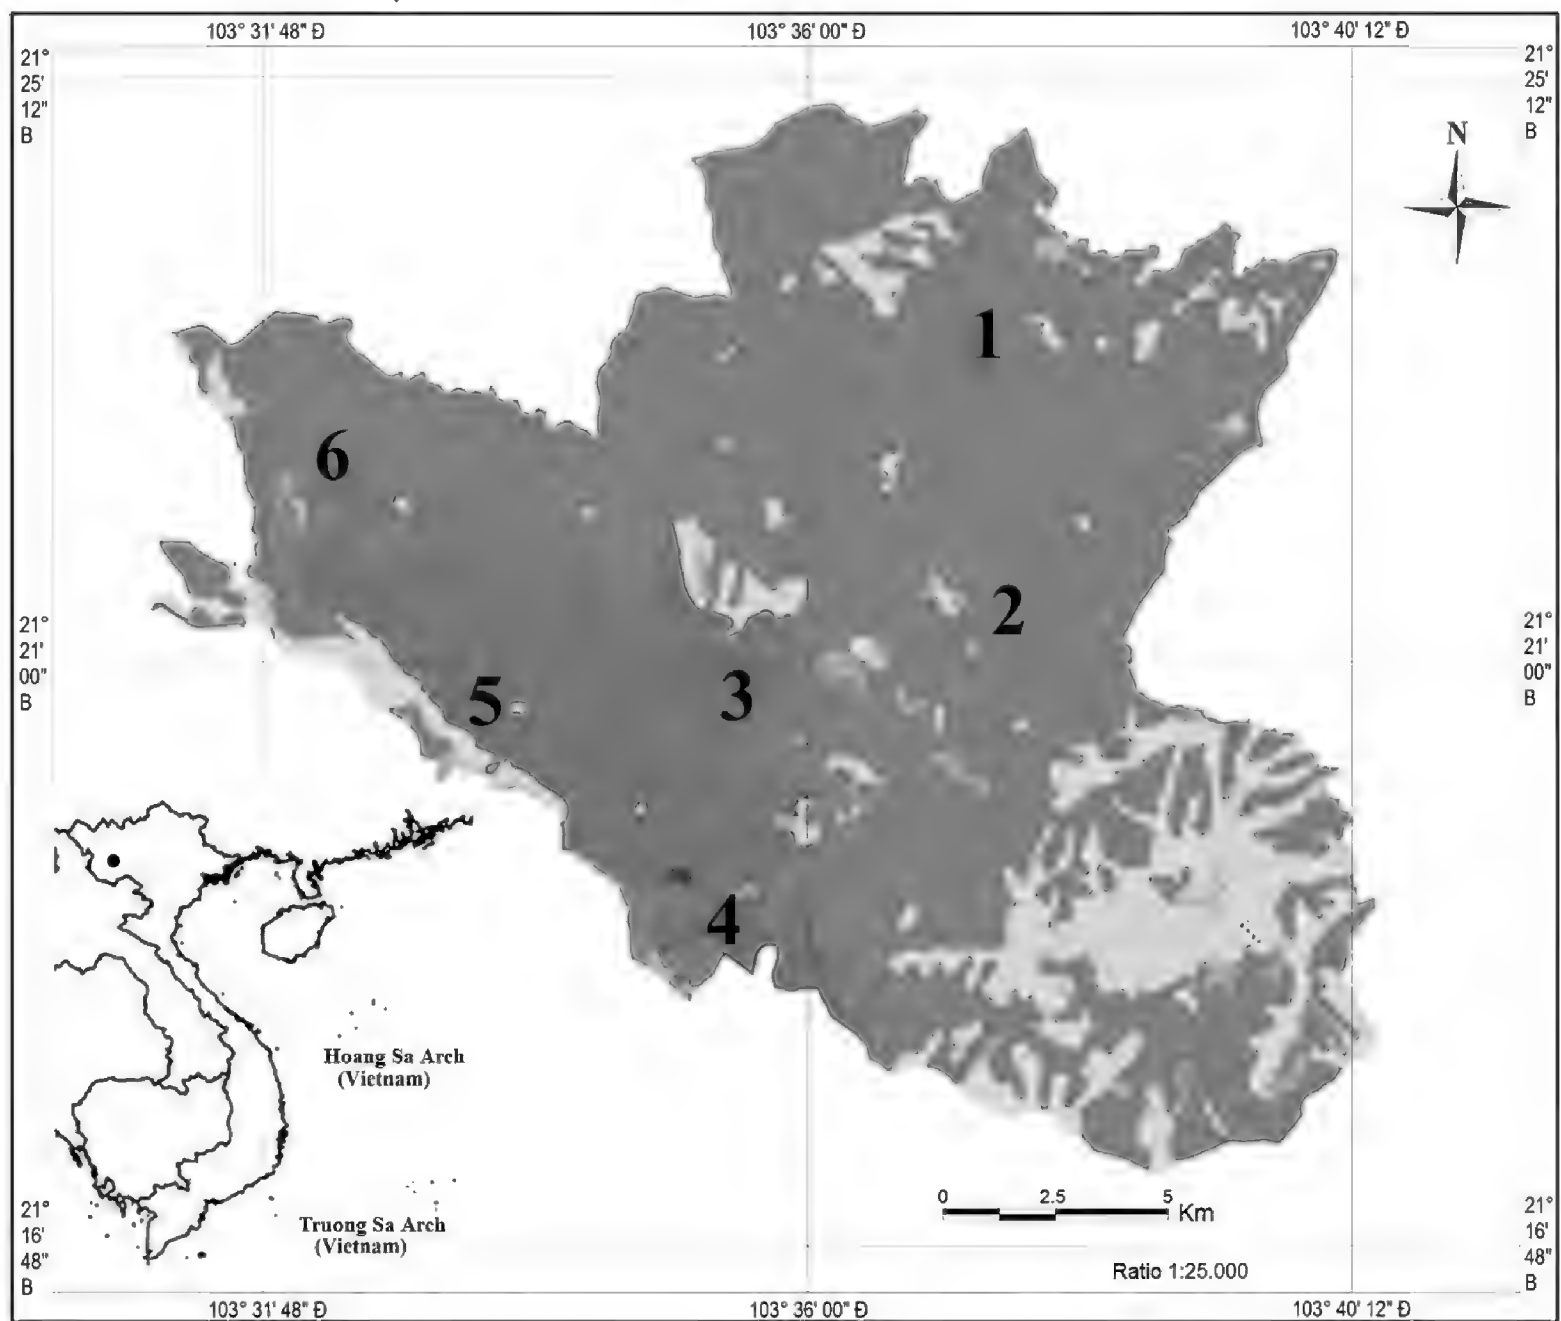 103° 31' 48" Đ
103° 36' 00" Đ
103° 40' 12" Đ
21°
25'
12"
B
21°
25'
12"
B
N
1
6
2
21°
21'
00"
B
21°
21'
00"
B
3
5
4
Hoang Sa Arch
(Vietnam)
Truong Sa Arch
(Vietnam)
0 2.5 5
Km
21°
16'
48"
B
21°
16'
48"
B
Ratio 1:25.000
103° 31' 48" Đ
103° 36' 00" Đ
103° 40' 12" Đ